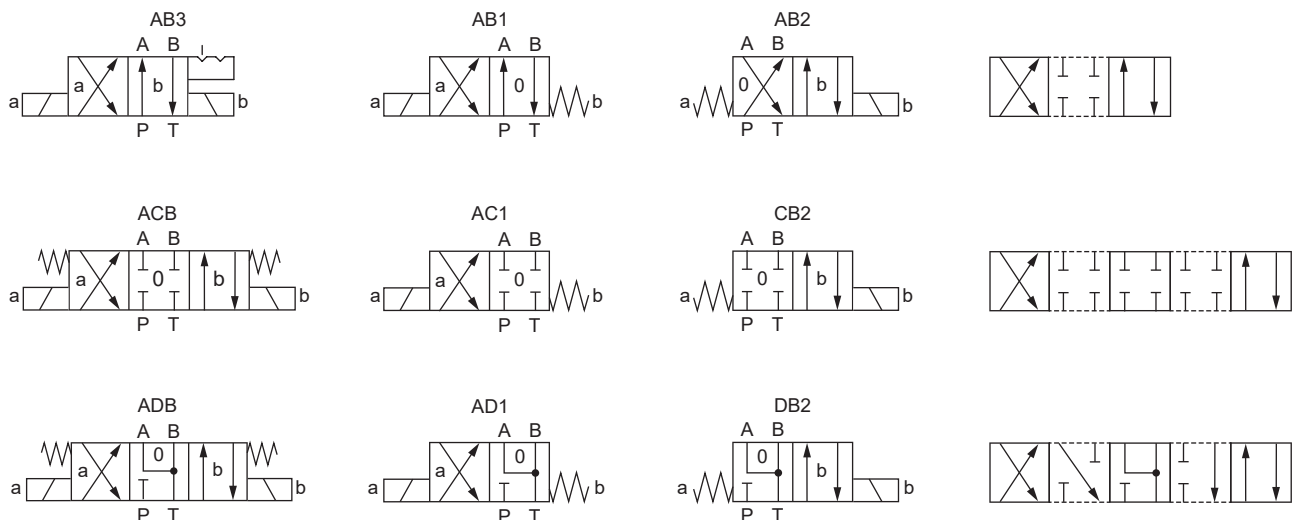 AB3 AB1 AB2
A B A B A B
a a b b a 0 b a 0 b b
P T P T P T
ACB AC1 CB2
A B A B A B
a a 0 b b a a 0 b a 0 b b
P T P T P T
ADB AD1 DB2
A B A B A B
a a 0 b b a a 0 b a 0 b b
P T P T P T